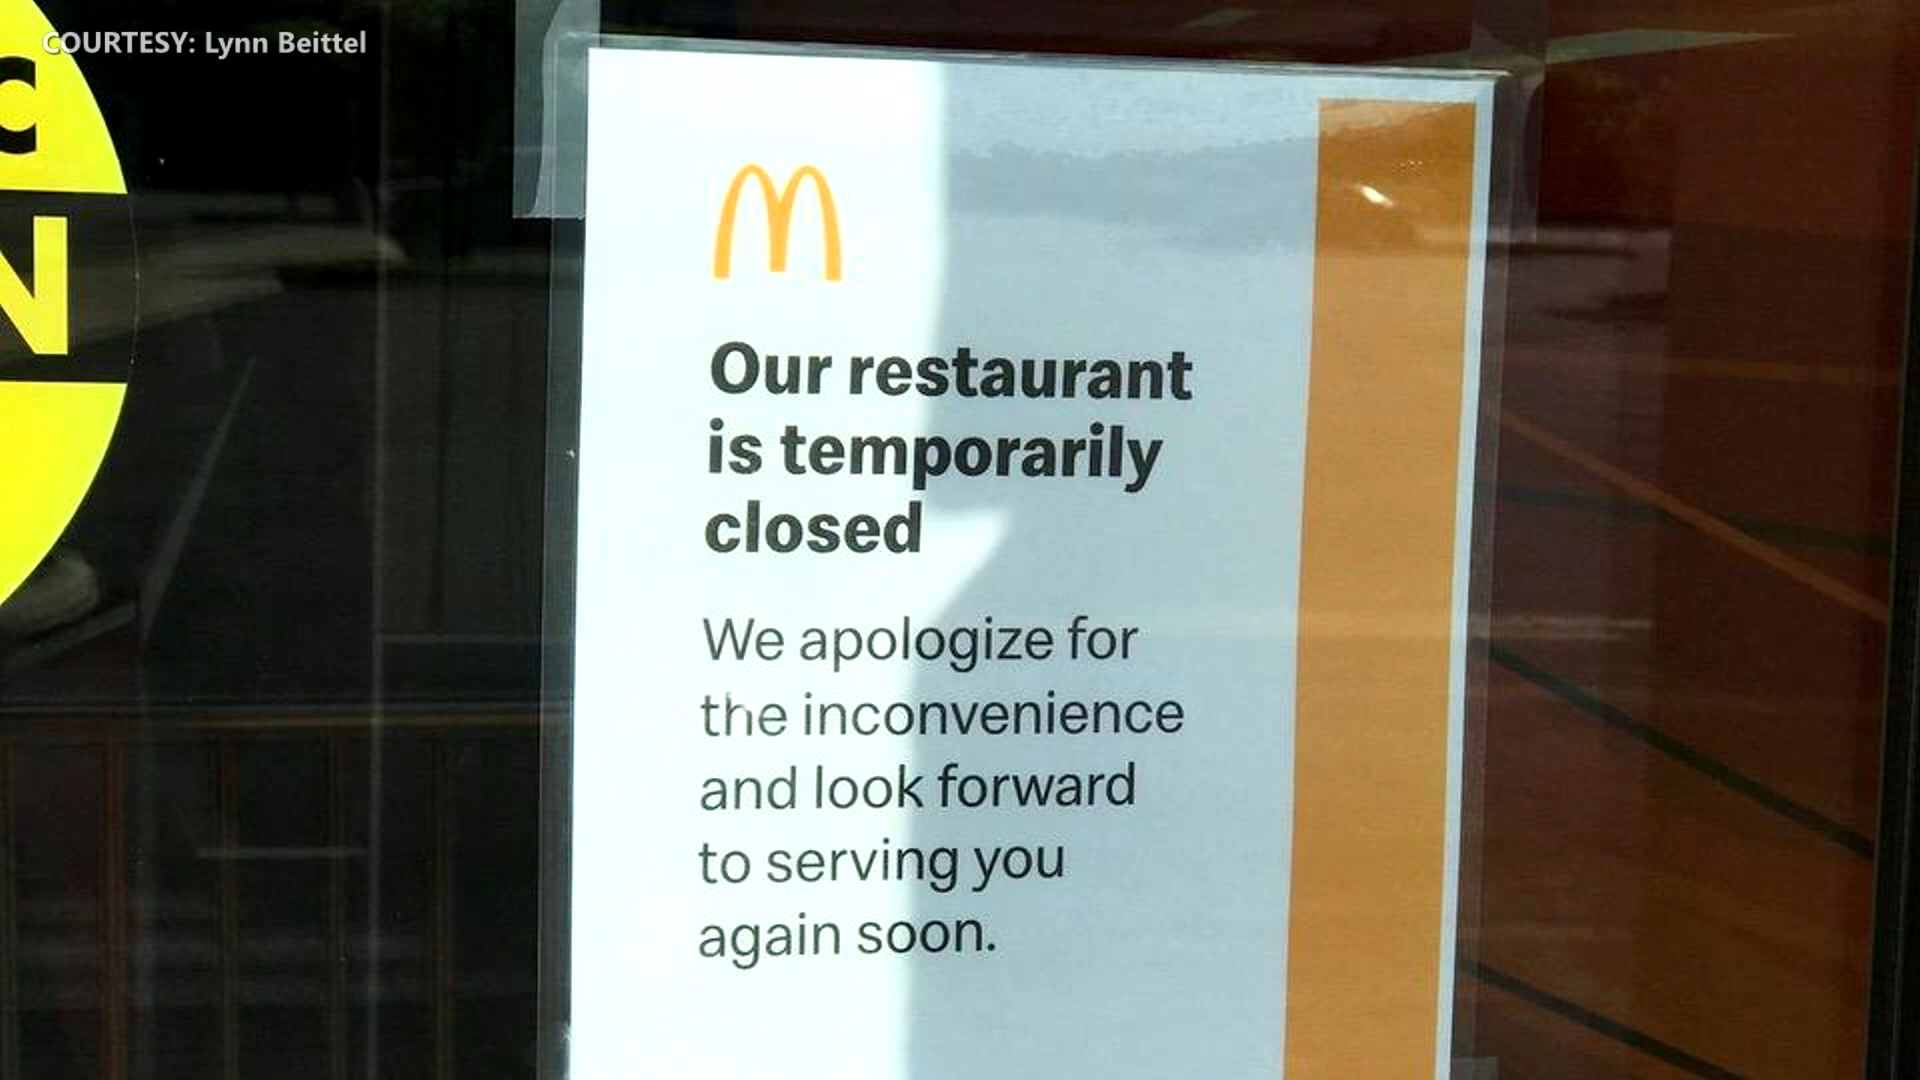 COURTESY: Lynn Beittel
C
N
M
Our restaurant
is temporarily
closed
We apologize for
the inconvenience
and look forward
to serving you
again soon.